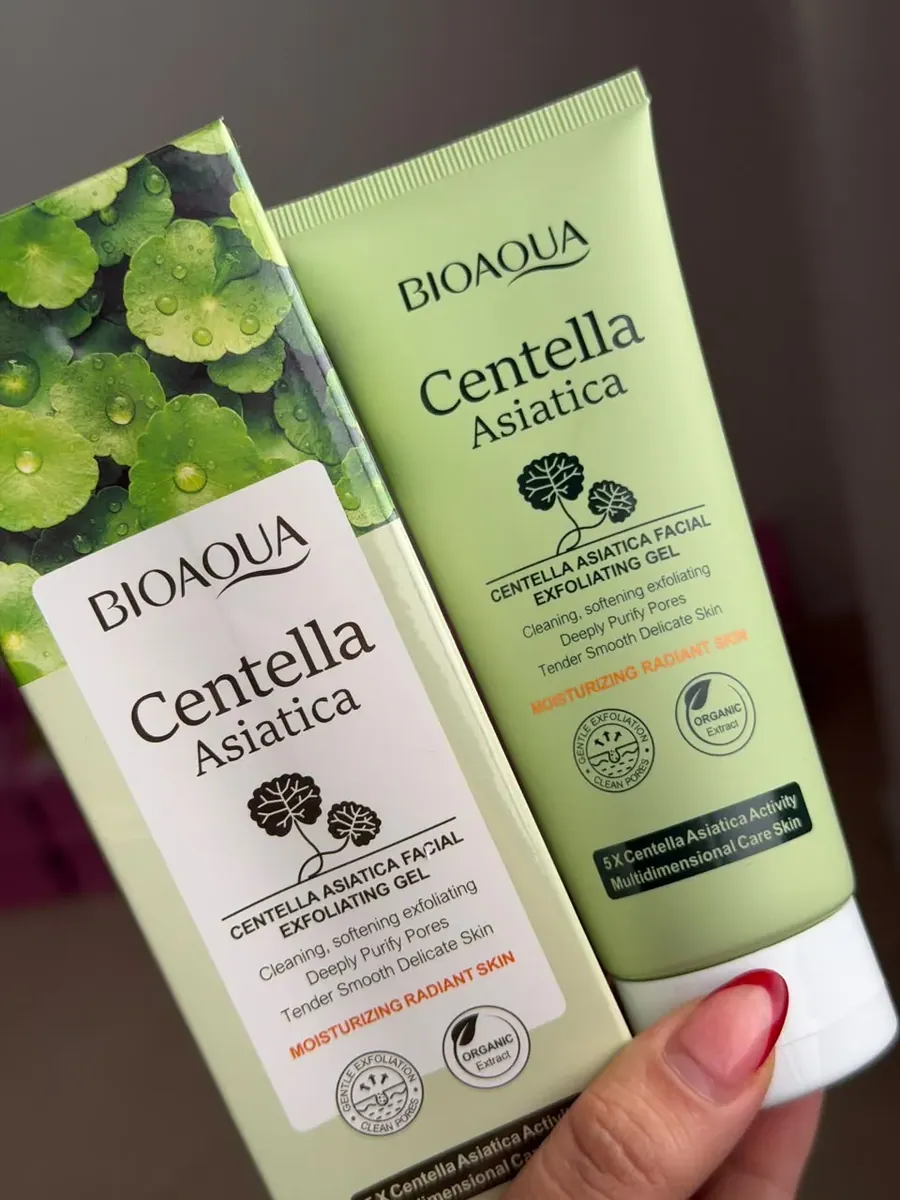 BIOAQUA
Centella
Asiatica
CENTELLA ASIATICA FACIAL
EXFOLIATING GEL
Cleaning, softening exfoliating
Deeply Purify Pores
Tender Smooth Delicate Skin
MOISTURIZING RADIANT SKIN
GENTLE EXFOLIATION
CLEAN PORES
ORGANIC
Extract
5X Centella Asiatica Activity
Multidimensional Care Skin
BIOAQUA
Centella
Asiatica
CENTELLA ASIATICA FACIAL
EXFOLIATING GEL
Cleaning, softening exfoliating
Deeply Purify Pores
Tender Smooth Delicate Skin
MOISTURIZING RADIANT SKIN
GENTLE EXFOLIATION
CLEAN PORES
ORGANIC
Extract
Centella Asiatica